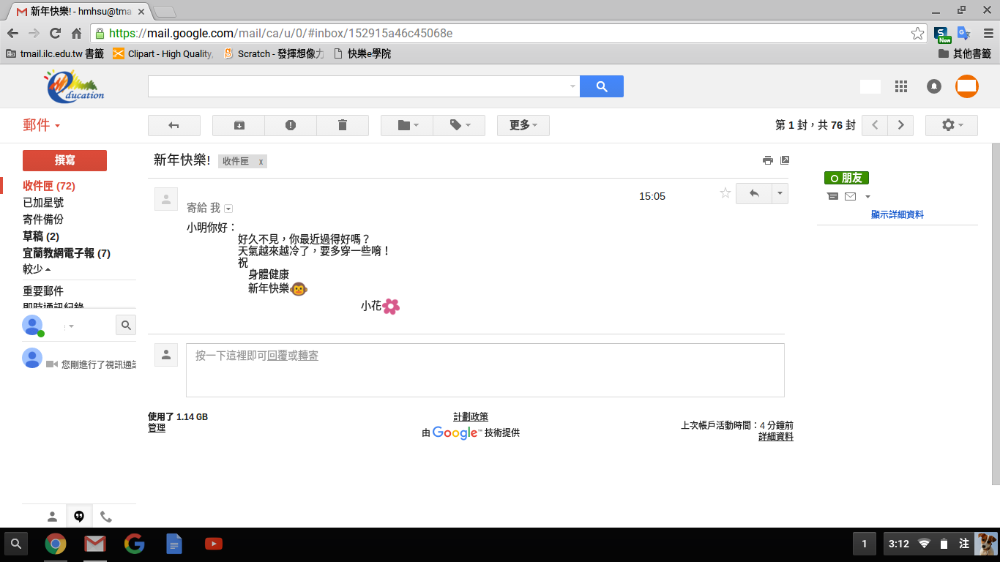 新年快樂! - hmhsu@tma
https://mail.google.com/mail/ca/u/0/#inbox/152915a46c45068e
New
tmail.ilc.edu.tw 書籤 Clipart - High Quality, Scratch - 發揮想像力 快樂e學院 其他書籤
ducation
郵件 更多 第 1 封，共 76 封
撰寫
新年快樂! 收件匣 x
收件匣 (72)
已加星號
寄件備份
草稿 (2)
宜蘭教網電子報 (7)
較少
重要郵件
即時通訊紀錄
您剛進行了視訊通話
15:05
寄給 我
小明你好：
好久不見，你最近過得好嗎？
天氣越來越冷了，要多穿一些唷！
祝
身體健康
新年快樂
小花
朋友
顯示詳細資料
按一下這裡即可回覆或轉寄
使用了 1.14 GB
管理
計劃政策
由 Google™ 技術提供
上次帳戶活動時間：4 分鐘前
詳細資料
1 3:12 注